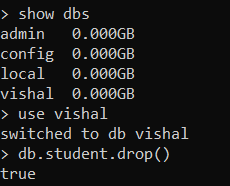 > show dbs
admin   0.000GB
config  0.000GB
local   0.000GB
vishal  0.000GB
> use vishal
switched to db vishal
> db.student.drop()
true